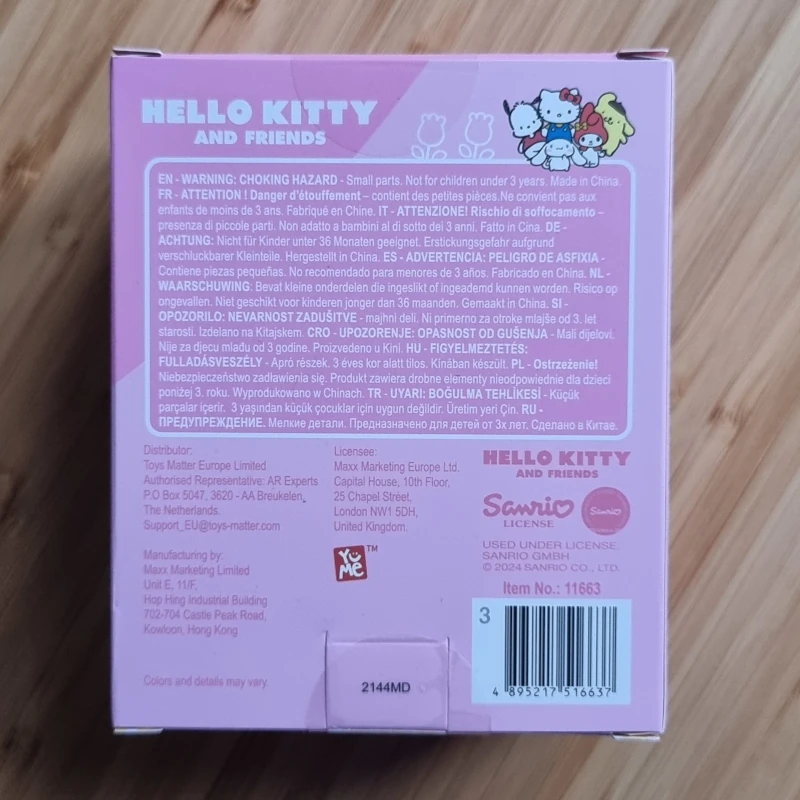 HELLO KITTY
AND FRIENDS
EN - WARNING: CHOKING HAZARD - Small parts. Not for children under 3 years. Made in China.
FR - ATTENTION ! Danger d'étouffement – contient des petites pièces.Ne convient pas aux
enfants de moins de 3 ans. Fabriqué en Chine. IT - ATTENZIONE! Rischio di soffocamento –
presenza di piccole parti. Non adatto a bambini al di sotto dei 3 anni. Fatto in Cina. DE -
ACHTUNG: Nicht für Kinder unter 36 Monaten geeignet. Erstickungsgefahr aufgrund
verschluckbarer Kleinteile. Hergestellt in China. ES - ADVERTENCIA: PELIGRO DE ASFIXIA -
Contiene piezas pequeñas. No recomendado para menores de 3 años. Fabricado en China. NL -
WAARSCHUWING: Bevat kleine onderdelen die ingeslikt of ingeademd kunnen worden. Risico op
ongevallen. Niet geschikt voor kinderen jonger dan 36 maanden. Gemaakt in China. SI -
OPOZORILO: NEVARNOST ZADUŠITVE - majhni deli. Ni primerno za otroke mlajše od 3. let
starosti. Izdelano na Kitajskem. CRO - UPOZORENJE: OPASNOST OD GUŠENJA - Mali dijelovi.
Nije za djecu mlađu od 3 godine. Proizvedeno u Kini. HU - FIGYELMEZTETÉS:
FULLADÁSVESZÉLY - Apró részek. 3 éves kor alatt tilos. Kínában készült. PL - Ostrzeżenie!
Niebezpieczeństwo zadławienia się. Produkt zawiera drobne elementy nieodpowiednie dla dzieci
poniżej 3. roku. Wyprodukowano w Chinach. TR - UYARI: BOĞULMA TEHLİKESİ - Küçük
parçalar içerir. 3 yaşından küçük çocuklar için uygun değildir. Üretim yeri Çin. RU -
ПРЕДУПРЕЖДЕНИЕ. Мелкие детали. Предназначено для детей от 3х лет. Сделано в Китае.
Distributor:
Toys Matter Europe Limited
Authorised Representative: AR Experts
P.O Box 5047, 3620 - AA Breukelen,
The Netherlands.
Support_EU@toys-matter.com
Manufacturing by:
Maxx Marketing Limited
Unit E, 11/F,
Hop Hing Industrial Building
702-704 Castle Peak Road,
Kowloon, Hong Kong
Colors and details may vary
Licensee:
Maxx Marketing Europe Ltd.
Capital House, 10th Floor,
25 Chapel Street,
London NW1 5DH,
United Kingdom.
YuMe™
2144MD
HELLO KITTY
AND FRIENDS
Sanrio
LICENSE
Sanrio
USED UNDER LICENSE.
SANRIO GMBH
© 2024 SANRIO CO., LTD.
Item No.: 11663
3
4 895217 516637